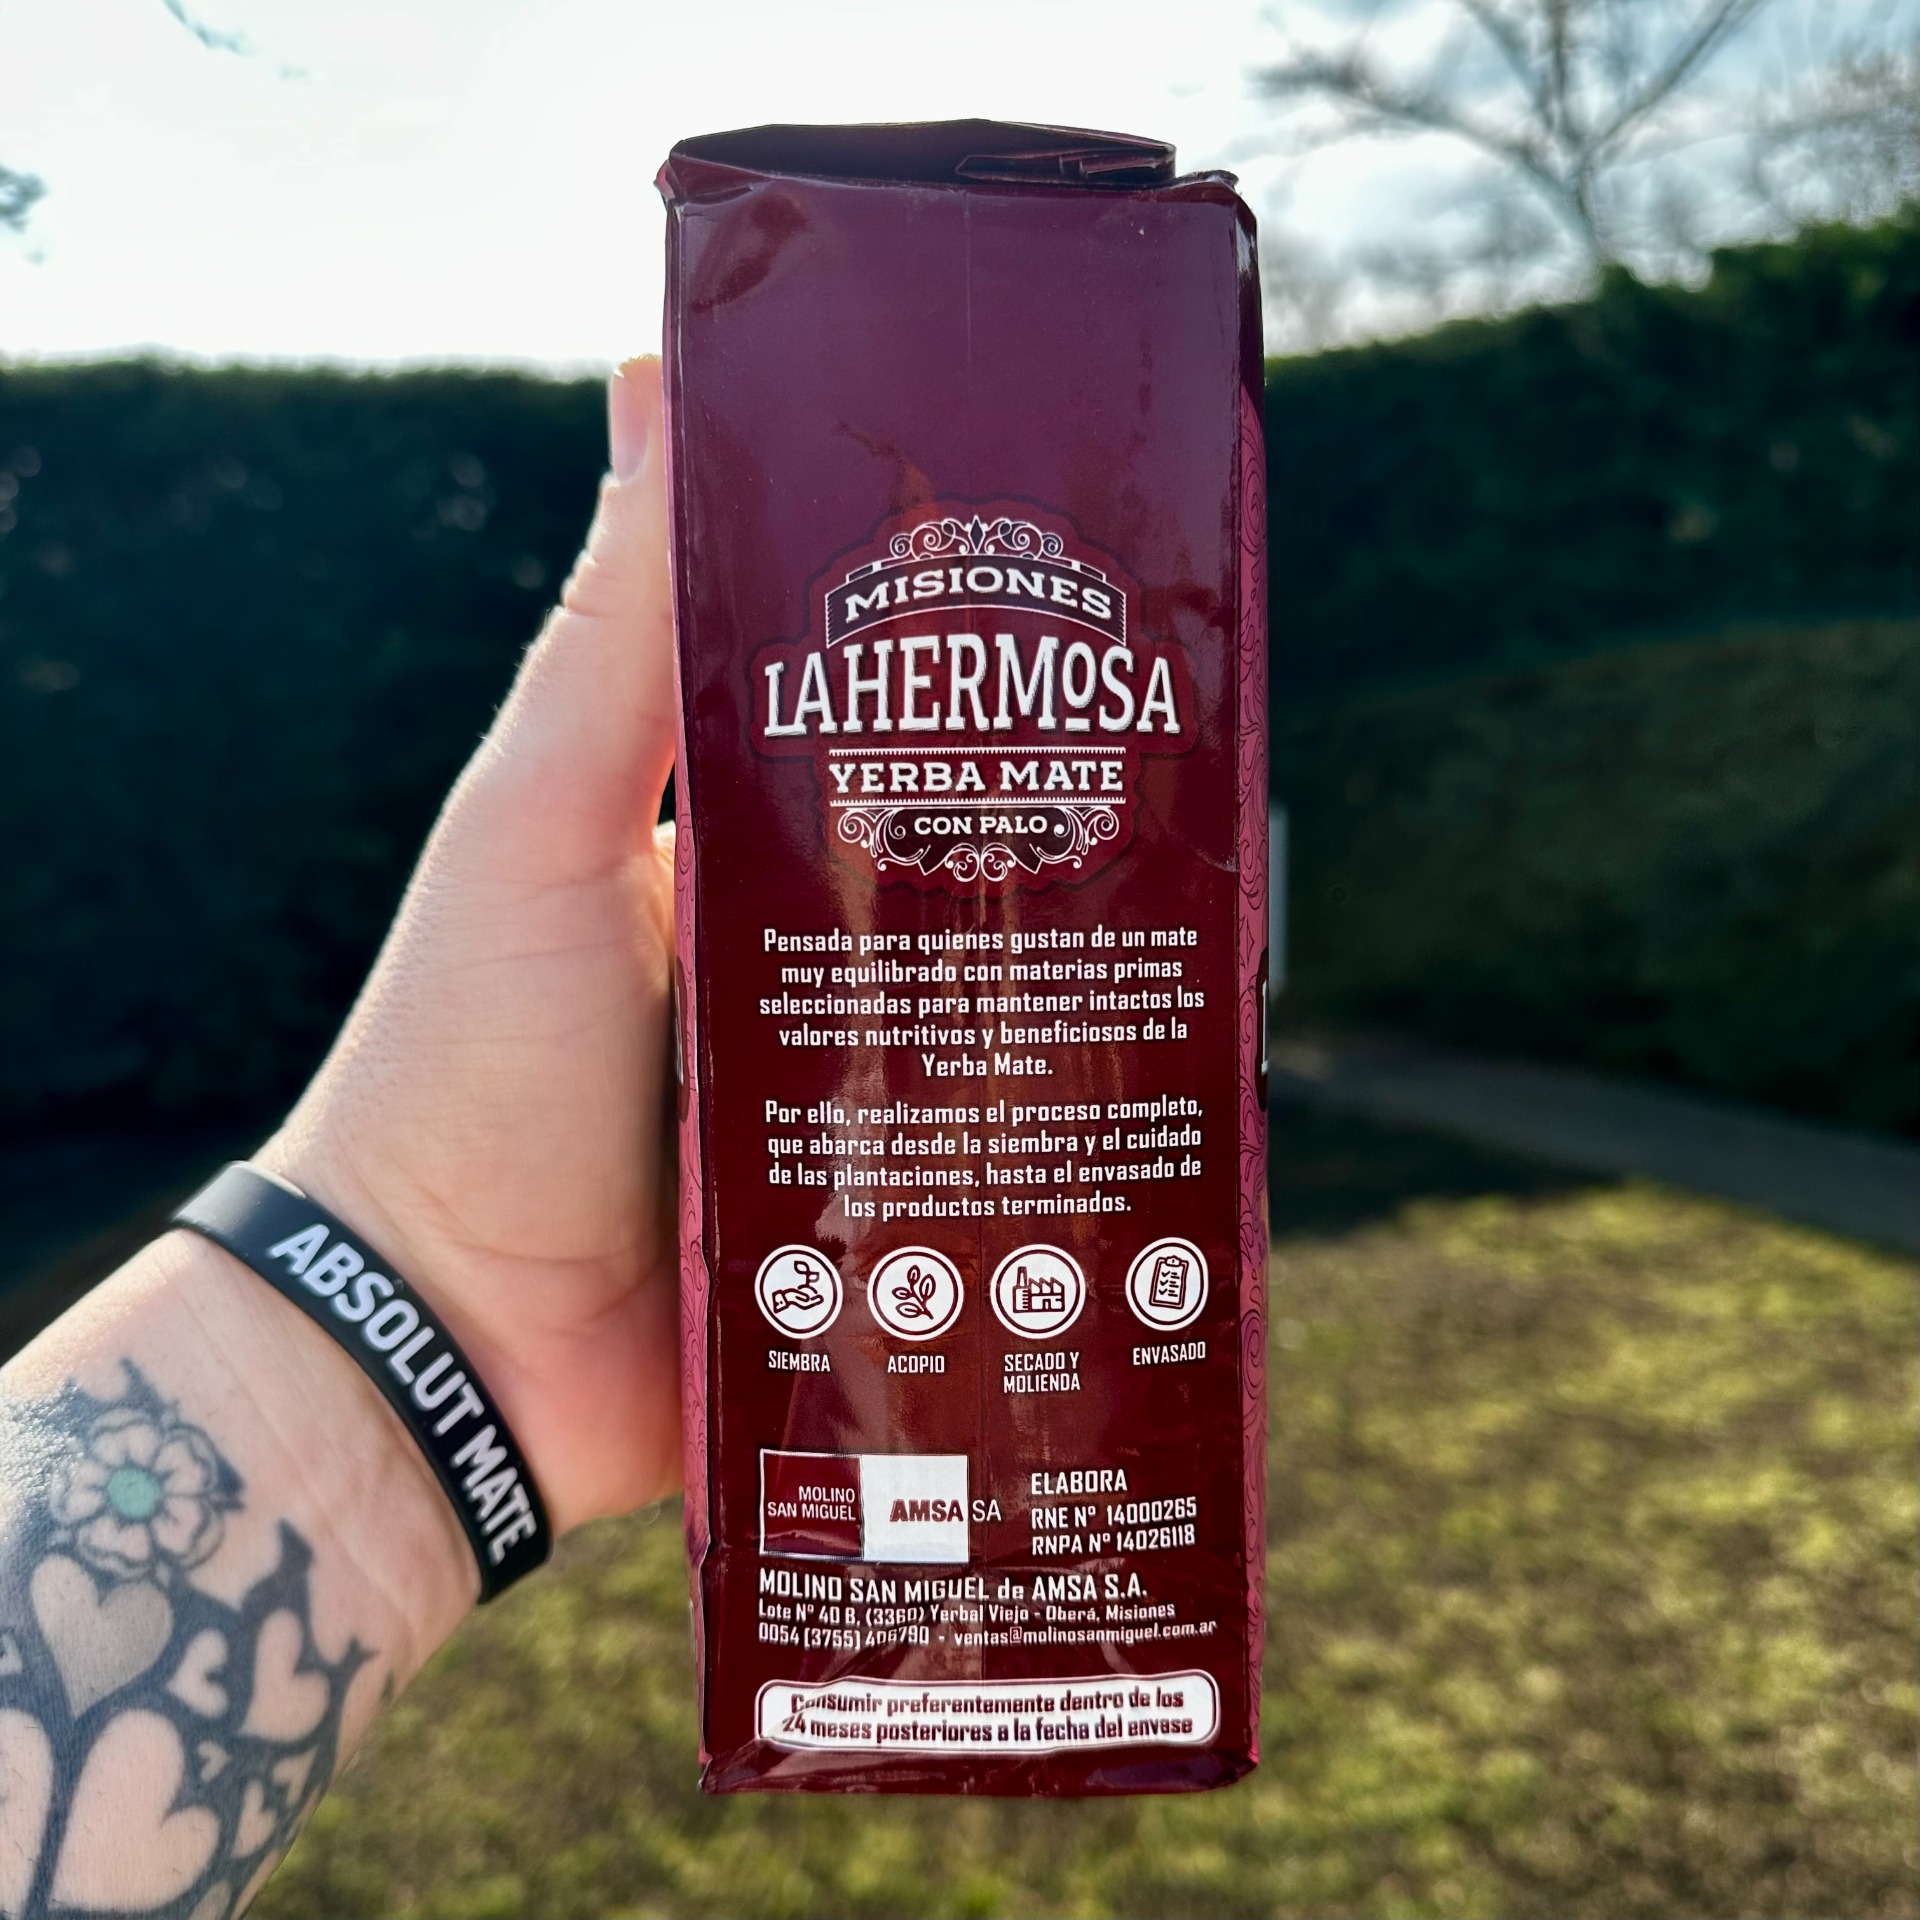 MISIONES
LA HERMOSA
YERBA MATE
CON PALO
Pensada para quienes gustan de un mate
muy equilibrado con materias primas
seleccionadas para mantener intactos los
valores nutritivos y beneficiosos de la
Yerba Mate.
Por ello, realizamos el proceso completo,
que abarca desde la siembra y el cuidado
de las plantaciones, hasta el envasado de
los productos terminados.
SIEMBRA
ACOPIO
SECADO Y
MOLIENDA
ENVASADO
MOLINO
SAN MIGUEL
AMSA SA
ELABORA
RNE Nº 14000265
RNPA Nº 14026118
MOLINO SAN MIGUEL de AMSA S.A.
Lote Nº 40 B, (3360) Yerbal Viejo - Oberá, Misiones
0054 (3755) 406790 - ventas@molinosanmiguel.com.ar
Consumir preferentemente dentro de los
24 meses posteriores a la fecha del envase
ABSOLUT MATE